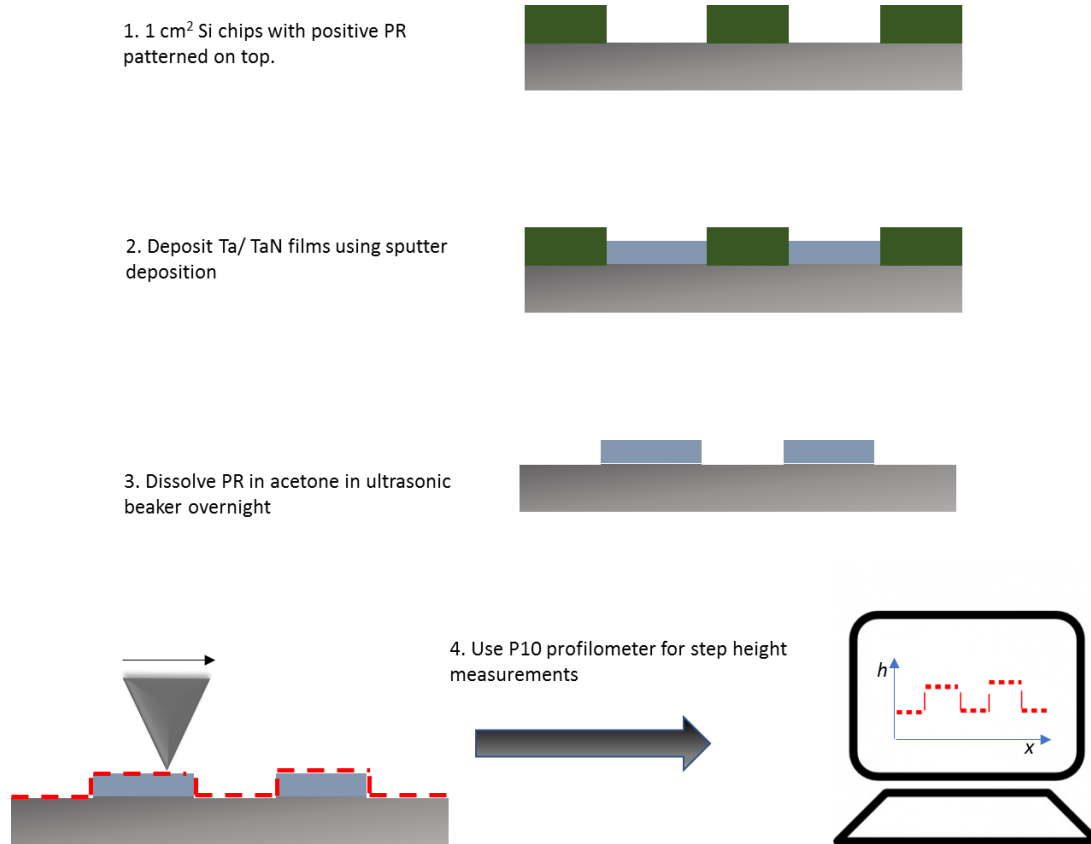 1. 1 cm² Si chips with positive PR
patterned on top.
2. Deposit Ta/ TaN films using sputter
deposition
3. Dissolve PR in acetone in ultrasonic
beaker overnight
4. Use P10 profilometer for step height
measurements
h
x